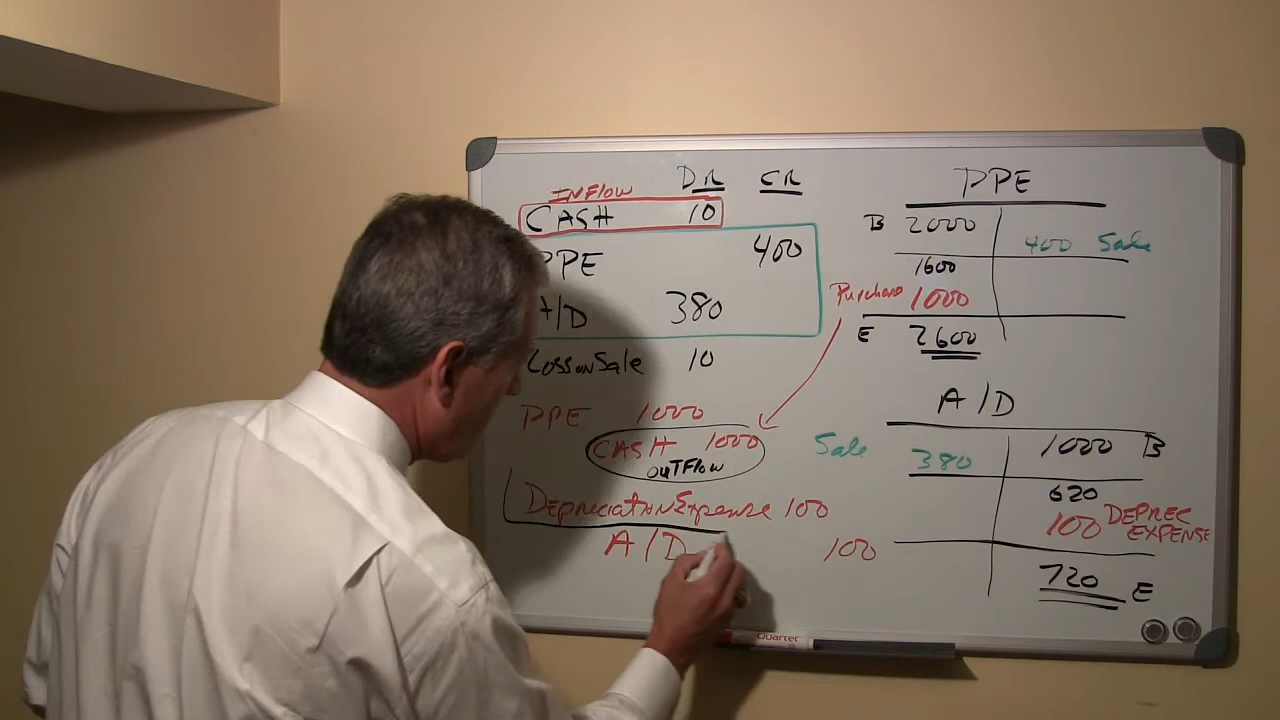 DR CR
INFLOW
CASH 10
PPE 400
A/D 380
Loss on Sale 10
PPE 1000
CASH 1000
OUTFLOW
Depreciation Expense 100
A/D 100
PPE
B 2000
400 Sale
1600
Purchase 1000
E 2600
A/D
1000 B
Sale 380
620
100 DEPREC
EXPENSE
720 E
Quartet